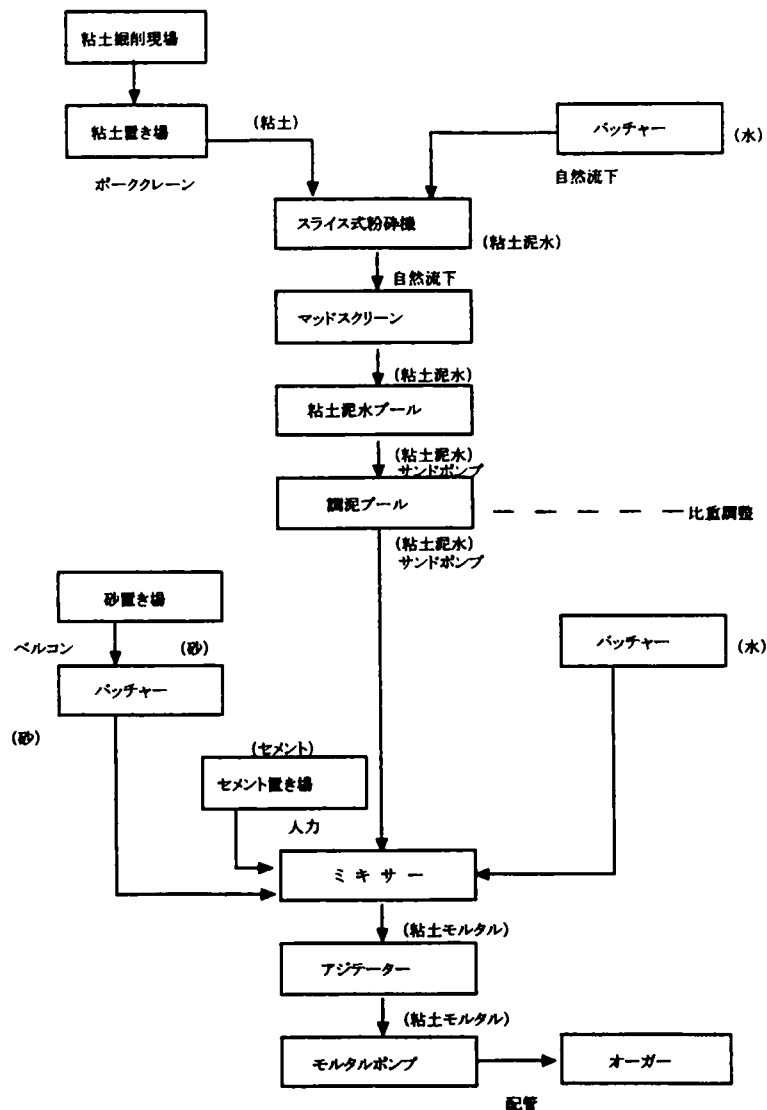 粘土掘削現場
粘土置き場
(粘土)
バッチャー
(水)
ポーククレーン
自然流下
スライス式粉砕機
(粘土泥水)
自然流下
マッドスクリーン
(粘土泥水)
粘土泥水プール
(粘土泥水)
サンドポンプ
調泥プール
比重調整
(粘土泥水)
サンドポンプ
砂置き場
ベルコン
(砂)
バッチャー
(水)
バッチャー
(砂)
(セメント)
セメント置き場
人力
ミキサー
(粘土モルタル)
アジテーター
(粘土モルタル)
モルタルポンプ
オーガー
配管